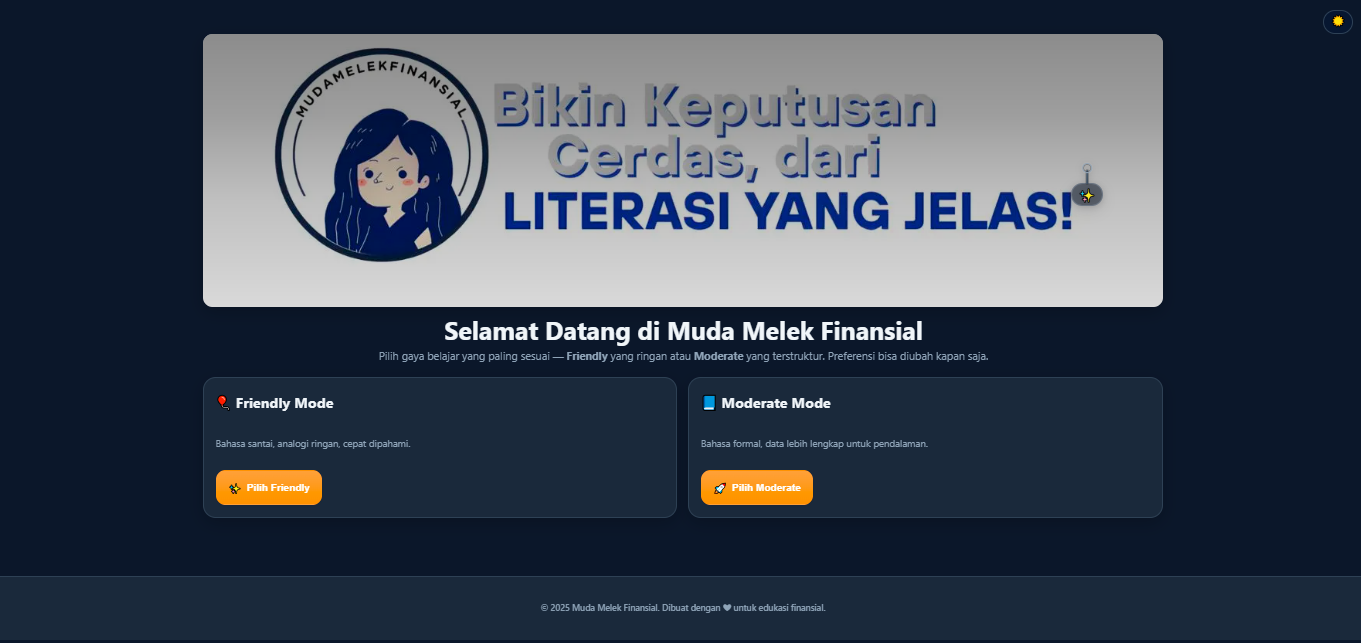 MUDAMELEKFINANSIAL
Bikin Keputusan
Cerdas, dari
LITERASI YANG JELAS!
Selamat Datang di Muda Melek Finansial
Pilih gaya belajar yang paling sesuai — Friendly yang ringan atau Moderate yang terstruktur. Preferensi bisa diubah kapan saja.
🎈 Friendly Mode
Bahasa santai, analogi ringan, cepat dipahami.
✨ Pilih Friendly
📘 Moderate Mode
Bahasa formal, data lebih lengkap untuk pendalaman.
🚀 Pilih Moderate
© 2025 Muda Melek Finansial. Dibuat dengan ❤ untuk edukasi finansial.